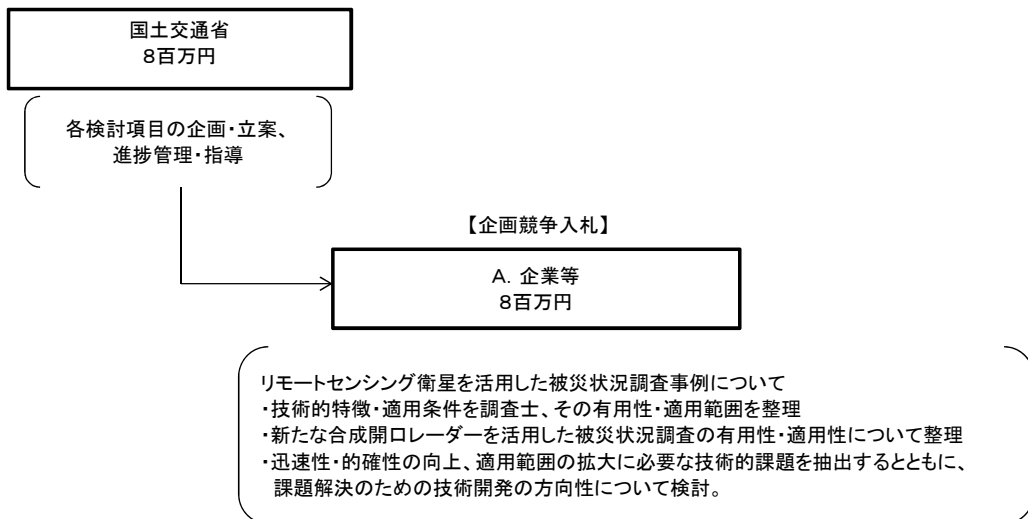 国土交通省
８百万円
各検討項目の企画・立案、
進捗管理・指導
【企画競争入札】
Ａ．企業等
８百万円
リモートセンシング衛星を活用した被災状況調査事例について
・技術的特徴・適用条件を調査士、その有用性・適用範囲を整理
・新たな合成開口レーダーを活用した被災状況調査の有用性・適用性について整理
・迅速性・的確性の向上、適用範囲の拡大に必要な技術的課題を抽出するとともに、
課題解決のための技術開発の方向性について検討。